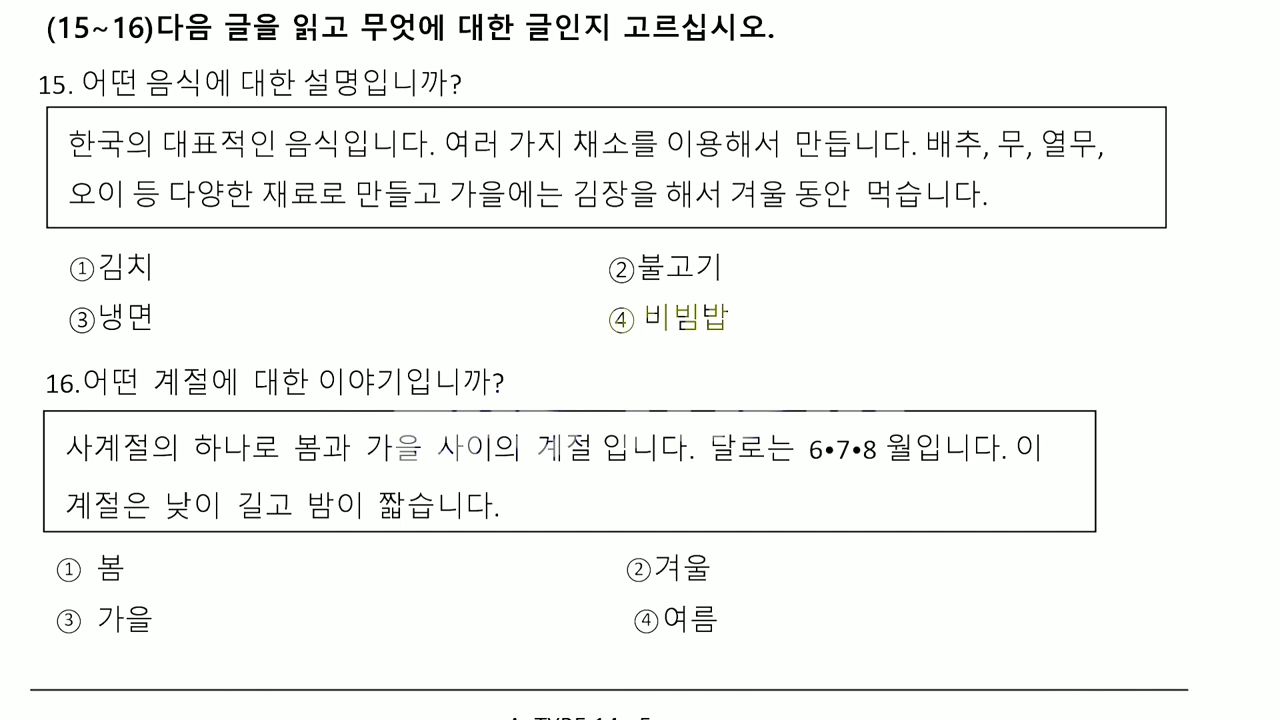 (15~16)다음 글을 읽고 무엇에 대한 글인지 고르십시오.
15. 어떤 음식에 대한 설명입니까?
한국의 대표적인 음식입니다. 여러 가지 채소를 이용해서 만듭니다. 배추, 무, 열무,
오이 등 다양한 재료로 만들고 가을에는 김장을 해서 겨울 동안 먹습니다.
①김치 ②불고기
③냉면 ④ 비빔밥
16.어떤 계절에 대한 이야기입니까?
사계절의 하나로 봄과 가을 사이의 계절 입니다. 달로는 6•7•8 월입니다. 이
계절은 낮이 길고 밤이 짧습니다.
① 봄 ②겨울
③ 가을 ④여름